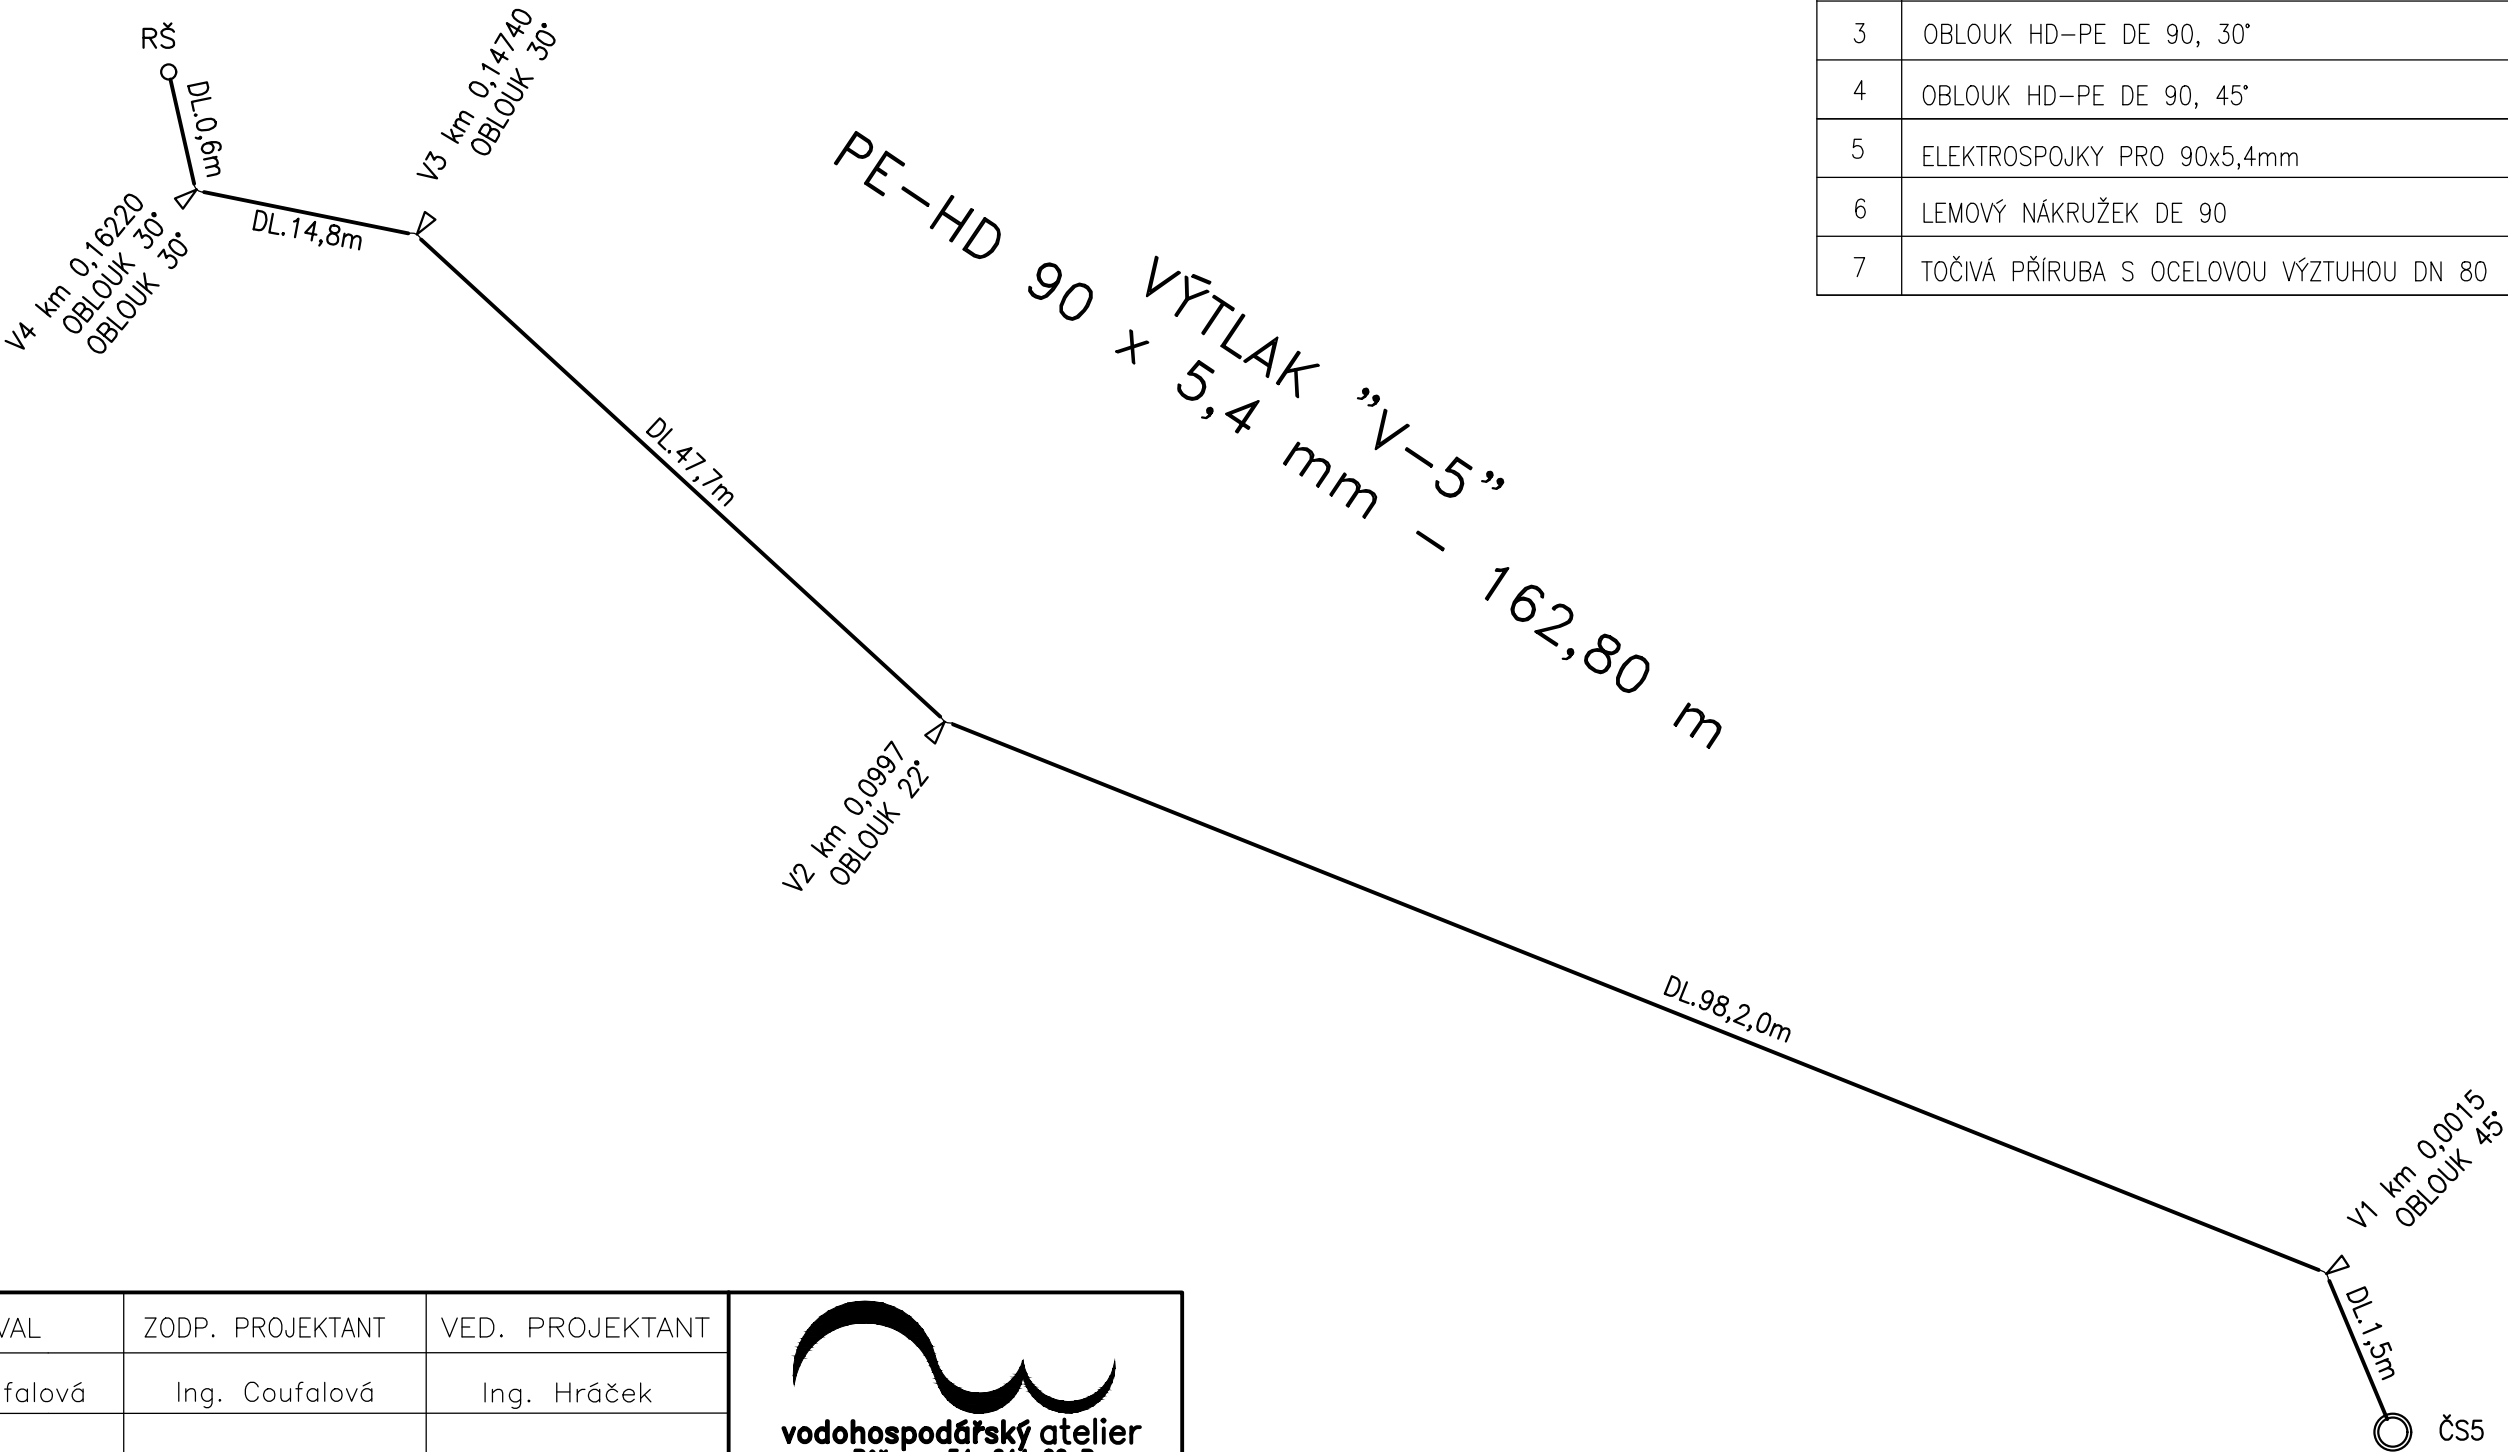 RŠ
DL.0,6m
V3 km 0,14740
OBLOUK 30°
V4 km 0,16220
OBLOUK 30°
OBLOUK 30°
DL.14,8m
3 OBLOUK HD-PE DE 90, 30°
4 OBLOUK HD-PE DE 90, 45°
5 ELEKTROSPOJKY PRO 90x5,4mm
6 LEMOVÝ NÁKRUŽEK DE 90
7 TOČIVÁ PŘÍRUBA S OCELOVOU VÝZTUHOU DN 80
VÝTLAK "V-5"
PE-HD 90 x 5,4 mm - 162,80 m
DL.47,7m
V2 km 0,0997
OBLOUK 22°
DL.98,2,0m
V1 km 0,0015
OBLOUK 45°
DL.1,5m
ČS5
VAL ZODP. PROJEKTANT VED. PROJEKTANT
falová Ing. Coufalová Ing. Hráček
vodohospodářský atelier